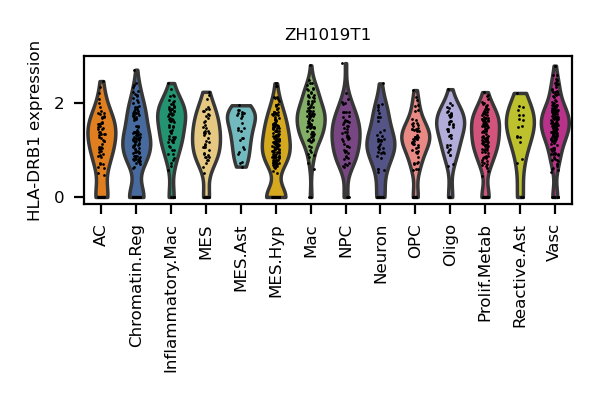 ZH1019T1
HLA-DRB1 expression
2
0
AC
Chromatin.Reg
Inflammatory.Mac
MES
MES.Ast
MES.Hyp
Mac
NPC
Neuron
OPC
Oligo
Prolif.Metab
Reactive.Ast
Vasc